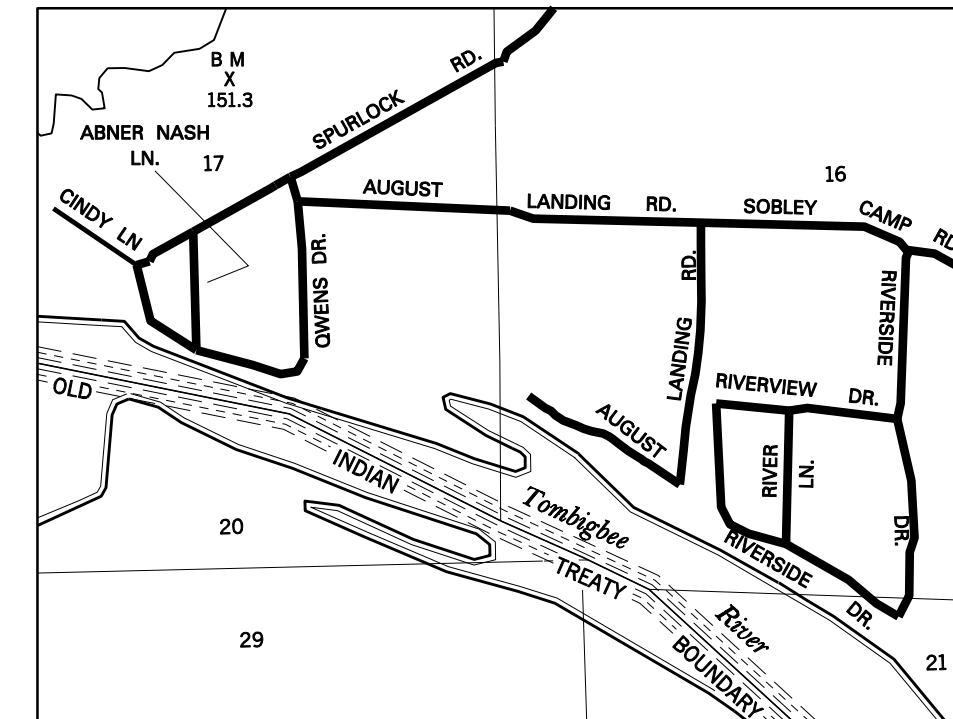 B M
X
151.3
SPURLOCK RD.
ABNER NASH
LN.
17
16
CINDY LN
AUGUST LANDING RD.
SOBLEY CAMP RD
QWENS DR.
LANDING RD.
AUGUST
RIVERSIDE
RIVERVIEW DR.
RIVER
LN.
RIVERSIDE DR.
DR.
OLD INDIAN TREATY BOUNDARY
Tombigbee River
20
29
21